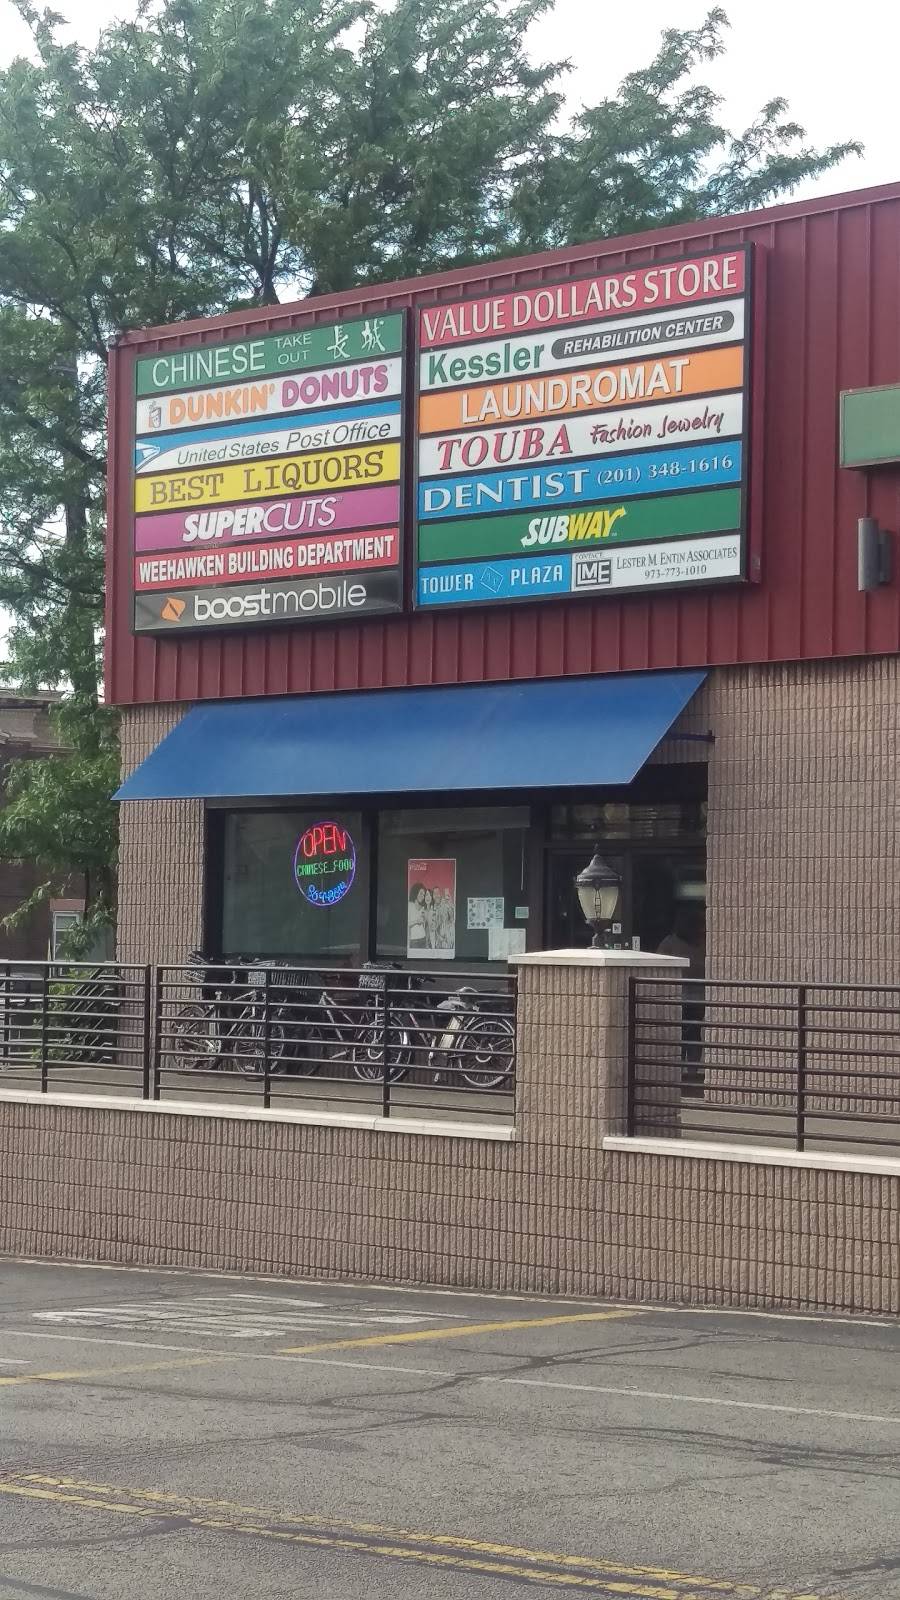 CHINESE TAKE OUT 長城
DUNKIN' DONUTS
United States Post Office
BEST LIQUORS
SUPERCUTS
WEEHAWKEN BUILDING DEPARTMENT
boostmobile
VALUE DOLLARS STORE
Kessler REHABILITION CENTER
LAUNDROMAT
TOUBA Fashion Jewelry
DENTIST (201) 348-1616
SUBWAY
TOWER PLAZA CONTACT LME LESTER M. ENTIN ASSOCIATES
973-773-1010
OPEN
CHINESE FOOD